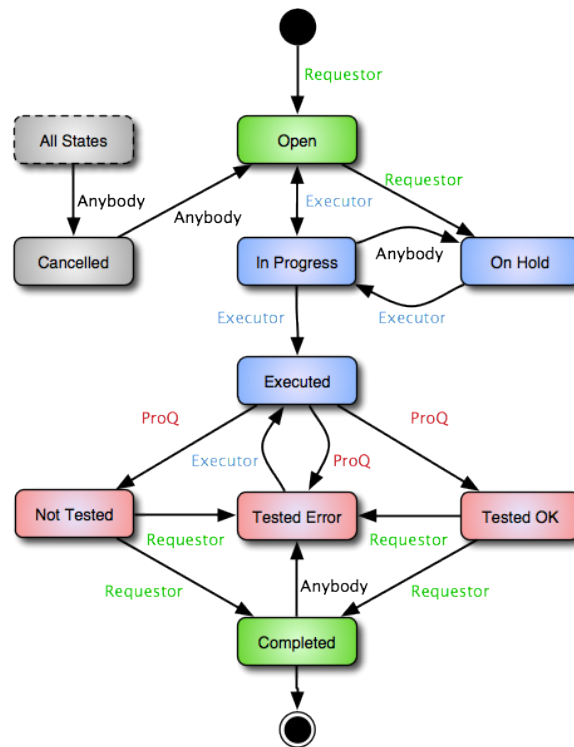 Requestor
All States
Open
Anybody
Anybody
Requestor
Executor
Cancelled
In Progress
Anybody
On Hold
Executor
Executor
Executed
ProQ
ProQ
Executor
ProQ
Not Tested
Tested Error
Tested OK
Requestor
Requestor
Requestor
Anybody
Requestor
Completed